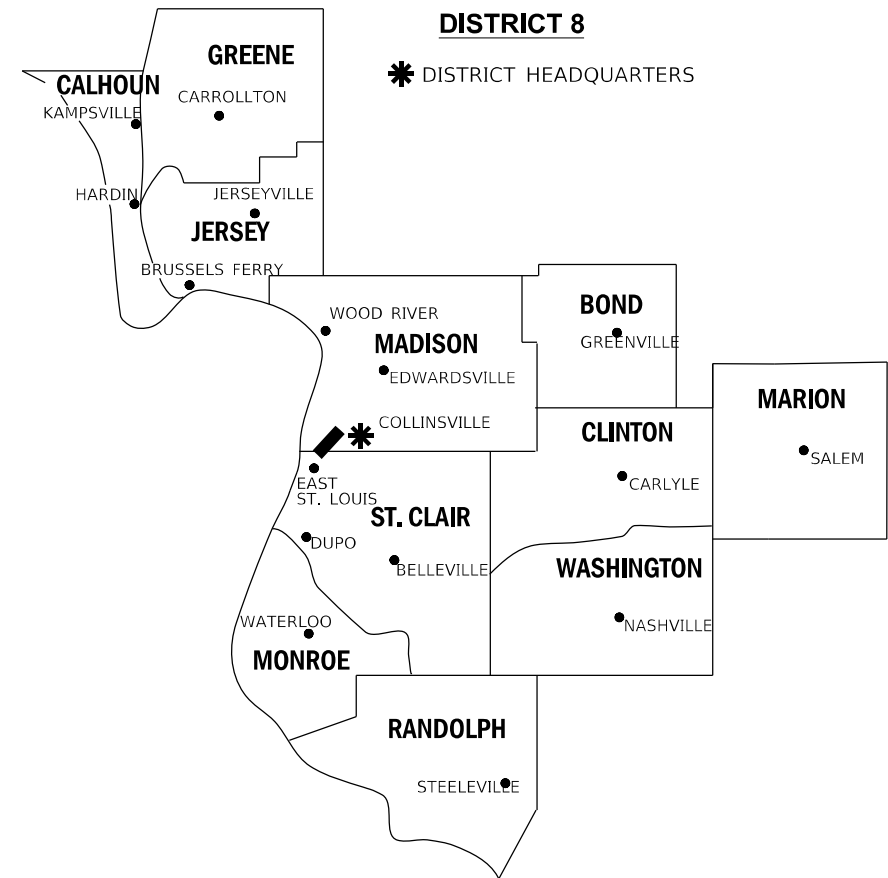 DISTRICT 8
DISTRICT HEADQUARTERS
GREENE
CALHOUN
CARROLLTON
KAMPSVILLE
HARDIN
JERSEYVILLE
JERSEY
BRUSSELS FERRY
WOOD RIVER
BOND
MADISON
GREENVILLE
EDWARDSVILLE
MARION
COLLINSVILLE
CLINTON
SALEM
EAST
ST. LOUIS
CARLYLE
ST. CLAIR
DUPO
BELLEVILLE
WASHINGTON
WATERLOO
NASHVILLE
MONROE
RANDOLPH
STEELEVILLE